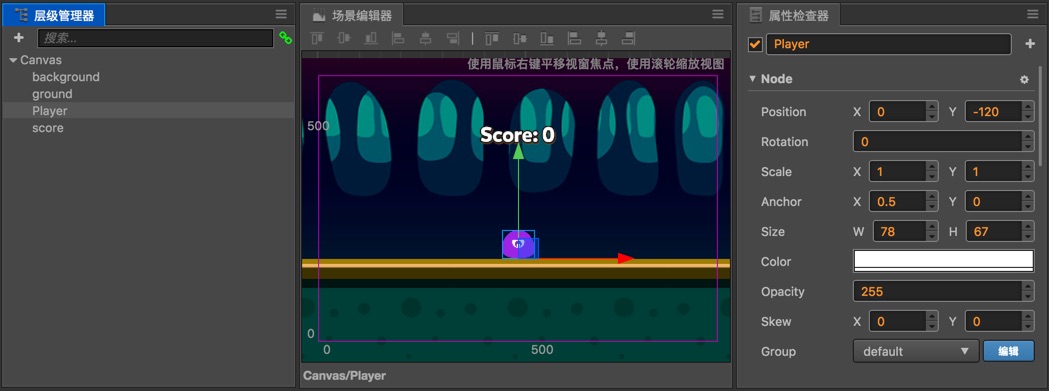 层级管理器
搜索...
Canvas
background
ground
Player
score
场景编辑器
使用鼠标右键平移视窗焦点，使用滚轮缩放视图
500
Score: 0
0
0
500
Canvas/Player
属性检查器
Player
Node
Position X 0 Y -120
Rotation 0
Scale X 1 Y 1
Anchor X 0.5 Y 0
Size W 78 H 67
Color
Opacity 255
Skew X 0 Y 0
Group default 编辑